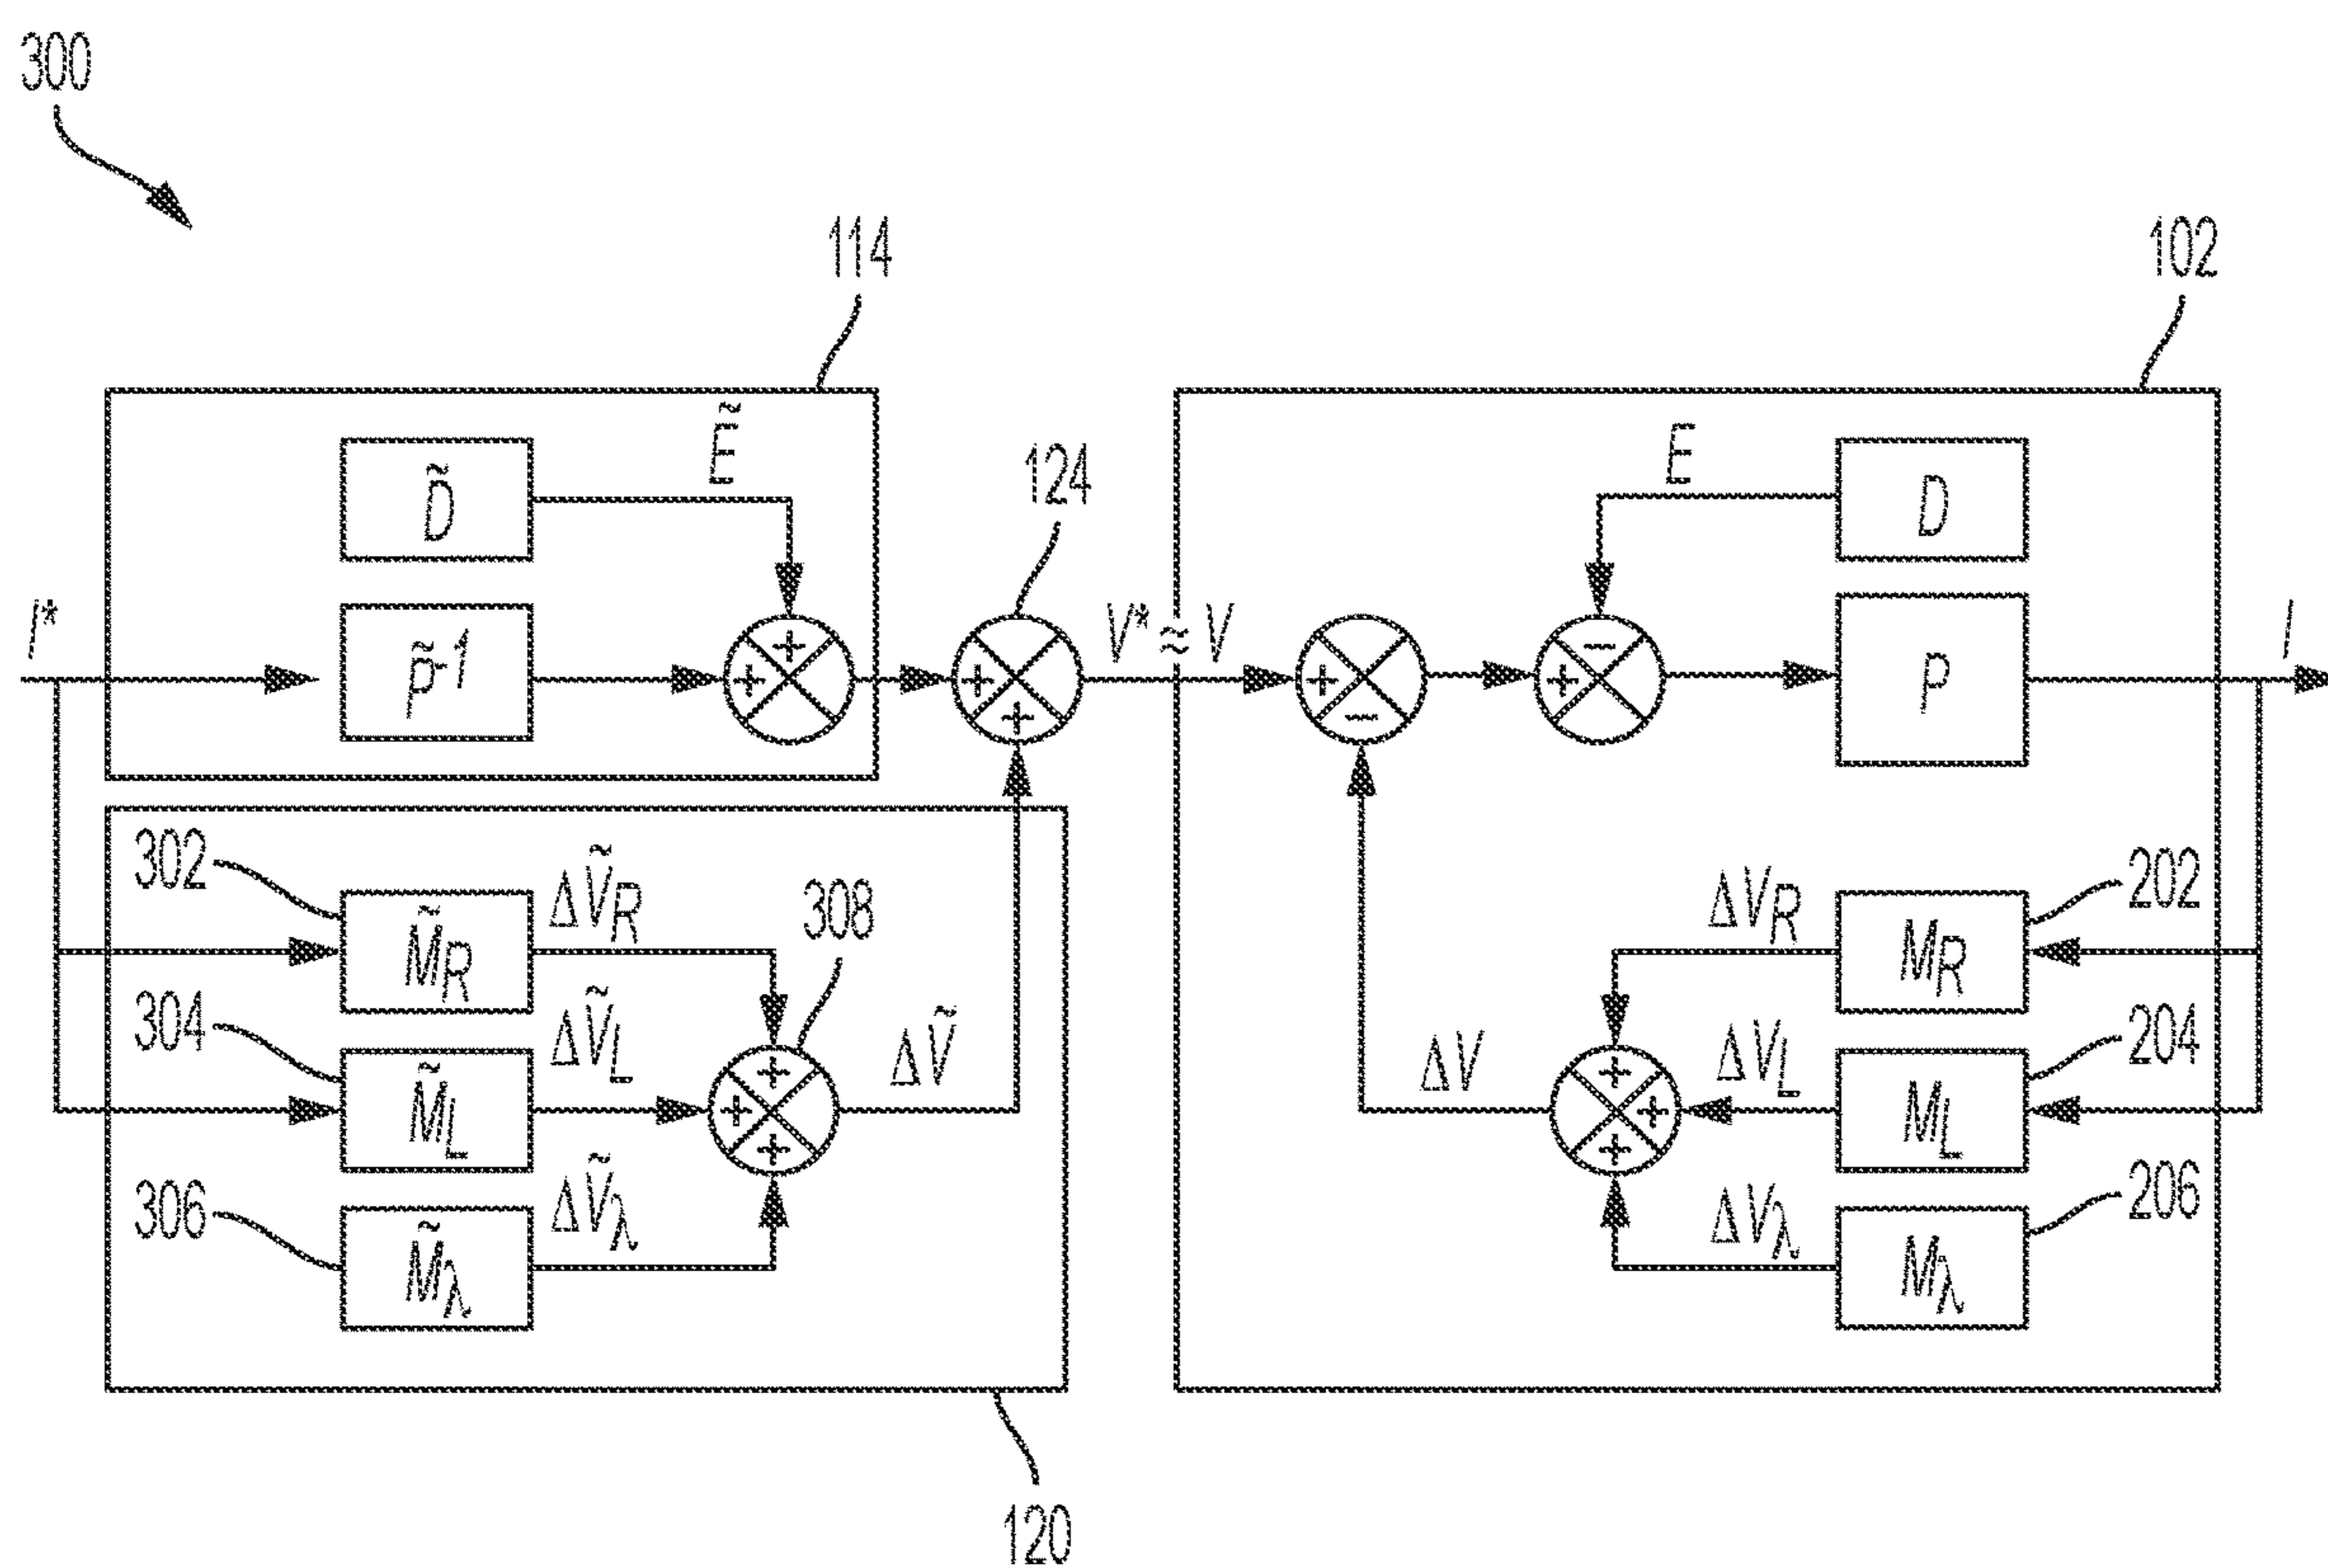 300
114
102
Ẽ
124
E
D̃
D
I*
P̃-1
+
+
+
+
V* ≈ V
+
−
−
+
P
I
302
M̃R
ΔṼR
308
ΔVR
MR
202
304
M̃L
ΔṼL
+
+
+
ΔṼ
ΔV
+
+
+
ΔVL
ML
204
306
M̃λ
ΔṼλ
ΔVλ
Mλ
206
120